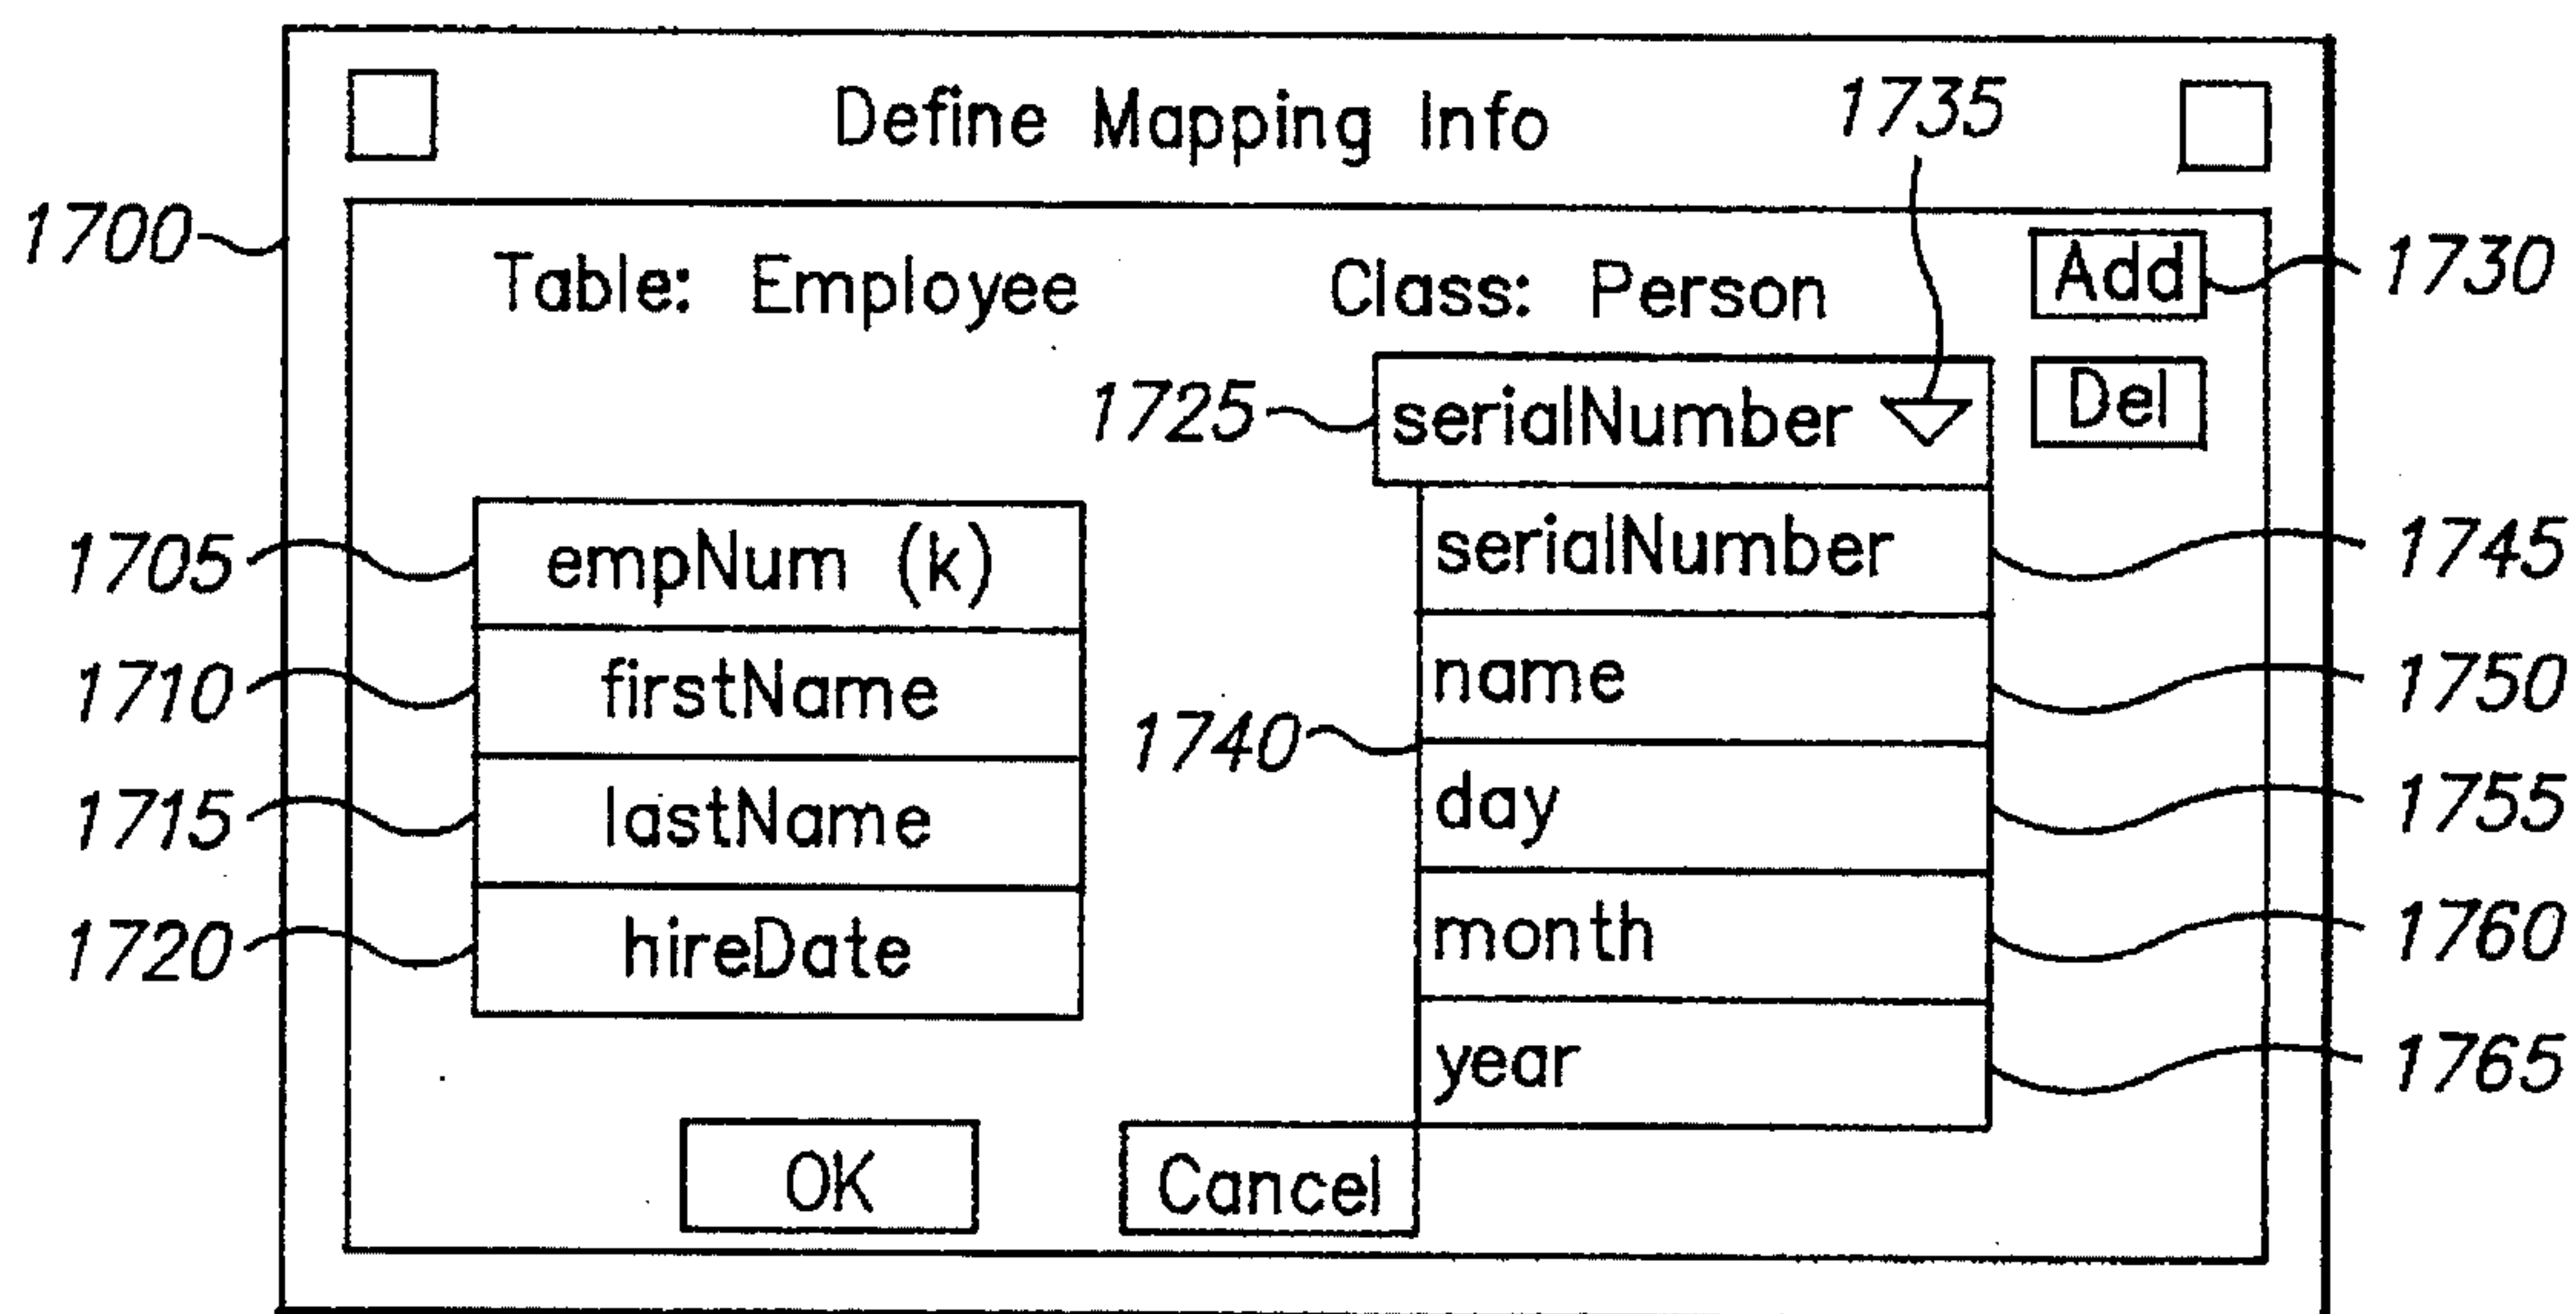 Define Mapping Info
1735
1700
Table: Employee
Class: Person
Add
1730
1725
serialNumber
Del
1705
empNum (k)
serialNumber
1745
1710
firstName
name
1750
1740
1715
lastName
day
1755
1720
hireDate
month
1760
year
1765
OK
Cancel